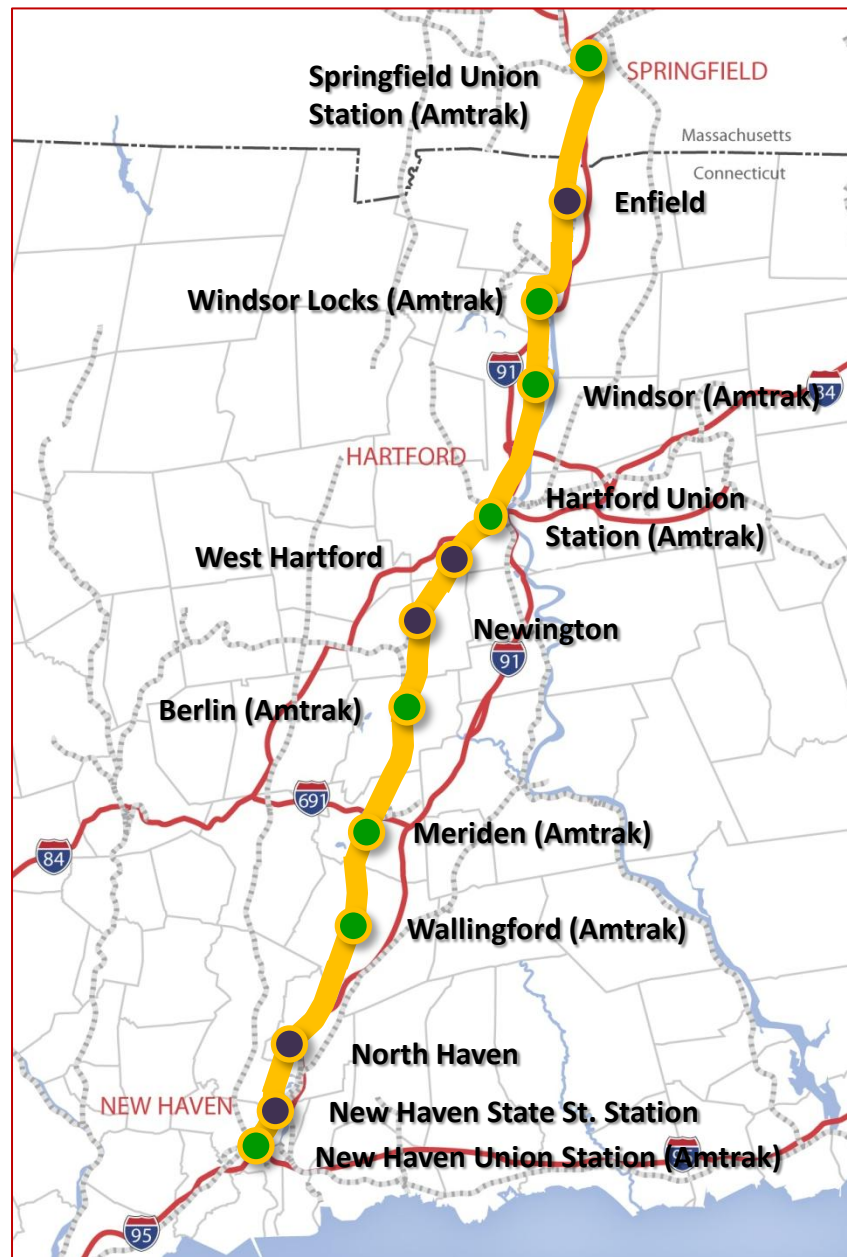 Springfield Union
Station (Amtrak)
SPRINGFIELD
Massachusetts
Connecticut
Enfield
Windsor Locks (Amtrak)
91
Windsor (Amtrak)
84
HARTFORD
Hartford Union
Station (Amtrak)
West Hartford
Newington
91
Berlin (Amtrak)
691
84
Meriden (Amtrak)
Wallingford (Amtrak)
North Haven
NEW HAVEN
New Haven State St. Station
New Haven Union Station (Amtrak)
95